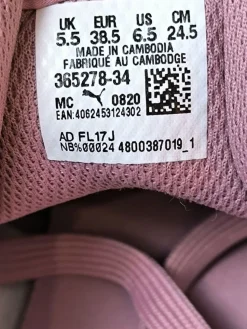 UK EUR US CM
5.5 38.5 6.5 24.5
MADE IN CAMBODIA
FABRIQUÉ AU CAMBODGE
365278-34
MC 0820
EAN: 4062453124302
AD FL17J
NB%00024 4800387019_1